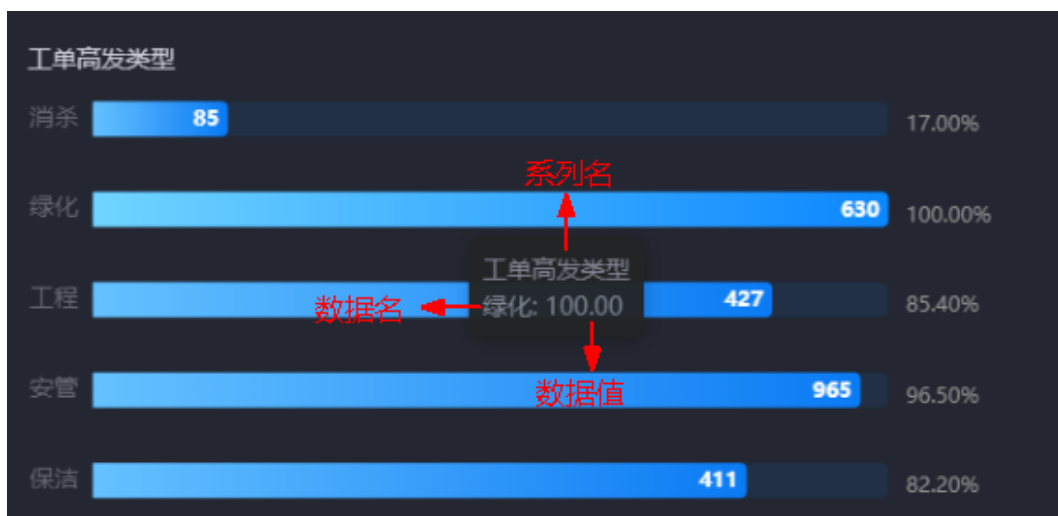 工单高发类型
消杀 85 17.00%
系列名
绿化 630 100.00%
工单高发类型
工程 数据名 绿化: 100.00 427 85.40%
安管 数据值 965 96.50%
保洁 411 82.20%